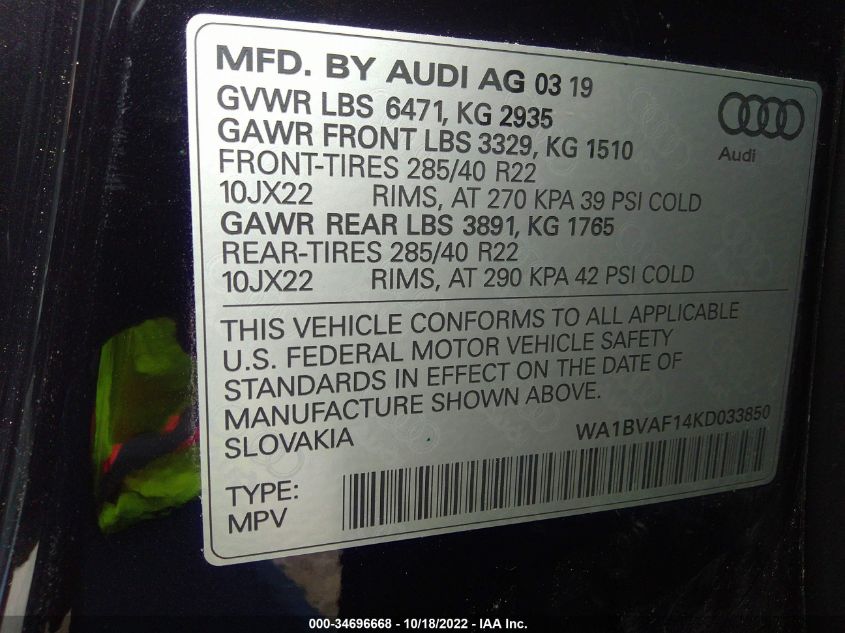 MFD. BY AUDI AG 03 19
GVWR LBS 6471, KG 2935
GAWR FRONT LBS 3329, KG 1510
FRONT-TIRES 285/40 R22
10JX22 RIMS, AT 270 KPA 39 PSI COLD
GAWR REAR LBS 3891, KG 1765
REAR-TIRES 285/40 R22
10JX22 RIMS, AT 290 KPA 42 PSI COLD
Audi
THIS VEHICLE CONFORMS TO ALL APPLICABLE
U.S. FEDERAL MOTOR VEHICLE SAFETY
STANDARDS IN EFFECT ON THE DATE OF
MANUFACTURE SHOWN ABOVE.
SLOVAKIA WA1BVAF14KD033850
TYPE:
MPV
000-34696668 - 10/18/2022 - IAA Inc.